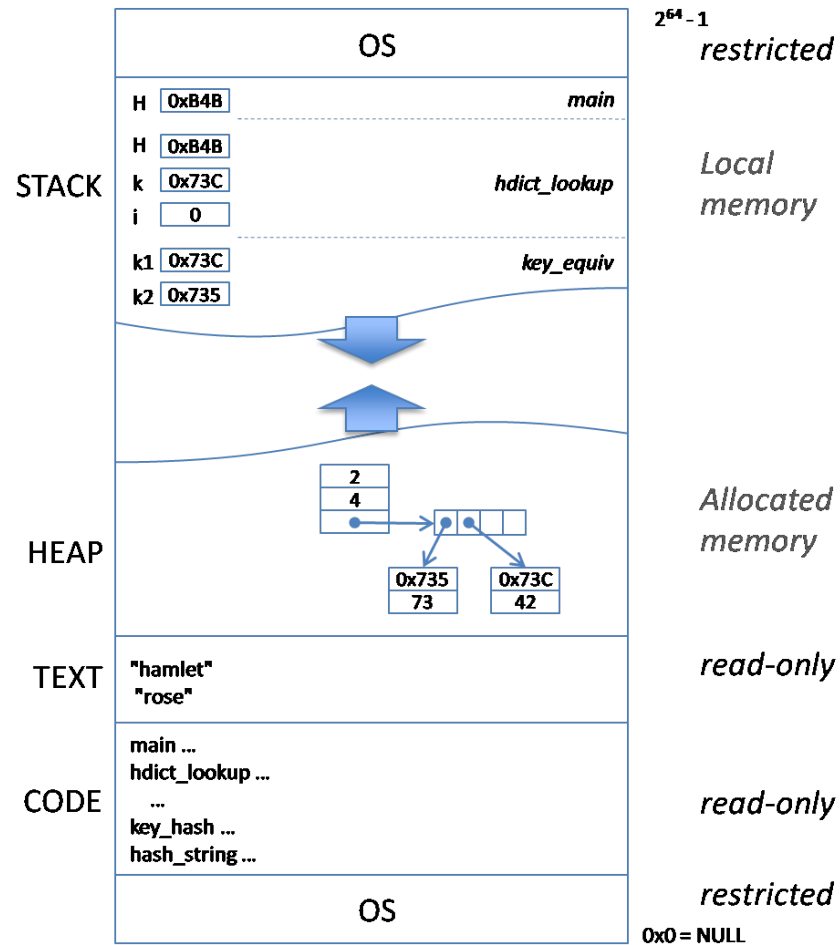 2⁶⁴ - 1
OS
restricted
STACK
H 0xB4B
main
H 0xB4B
k 0x73C
i 0
hdict_lookup
k1 0x73C
k2 0x735
key_equiv
Local
memory
HEAP
2
4
0x735
73
0x73C
42
Allocated
memory
TEXT
"hamlet"
"rose"
read-only
CODE
main ...
hdict_lookup ...
...
key_hash ...
hash_string ...
read-only
OS
restricted
0x0 = NULL